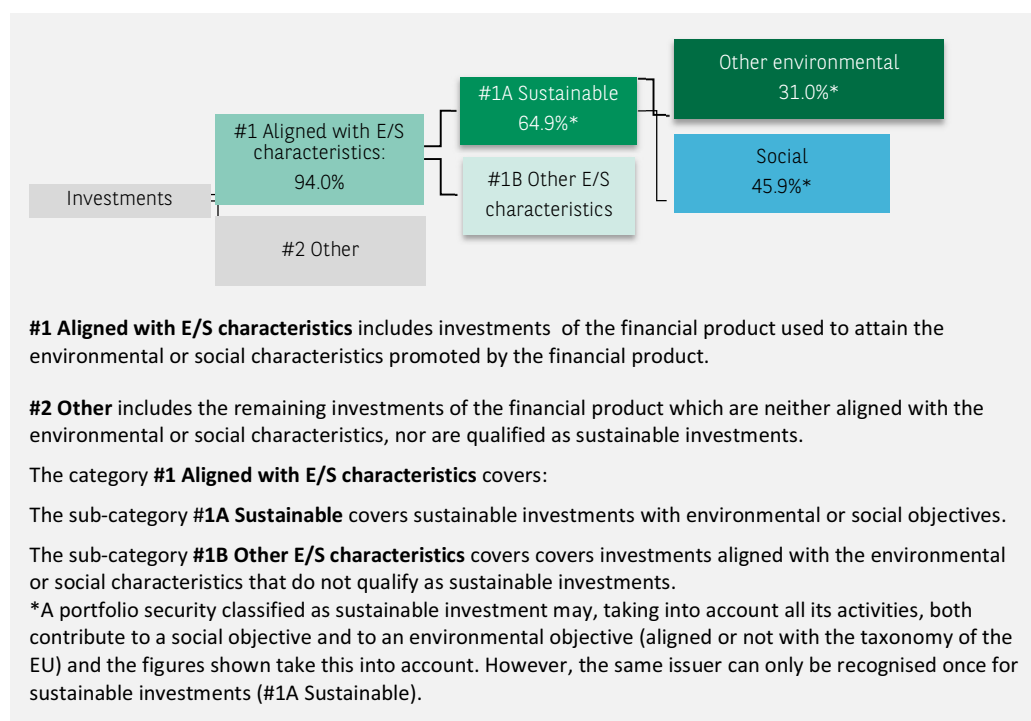 Investments
#1 Aligned with E/S
characteristics:
94.0%
#2 Other
#1A Sustainable
64.9%*
#1B Other E/S
characteristics
Other environmental
31.0%*
Social
45.9%*
#1 Aligned with E/S characteristics includes investments of the financial product used to attain the
environmental or social characteristics promoted by the financial product.
#2 Other includes the remaining investments of the financial product which are neither aligned with the
environmental or social characteristics, nor are qualified as sustainable investments.
The category #1 Aligned with E/S characteristics covers:
The sub-category #1A Sustainable covers sustainable investments with environmental or social objectives.
The sub-category #1B Other E/S characteristics covers covers investments aligned with the environmental
or social characteristics that do not qualify as sustainable investments.
*A portfolio security classified as sustainable investment may, taking into account all its activities, both
contribute to a social objective and to an environmental objective (aligned or not with the taxonomy of the
EU) and the figures shown take this into account. However, the same issuer can only be recognised once for
sustainable investments (#1A Sustainable).